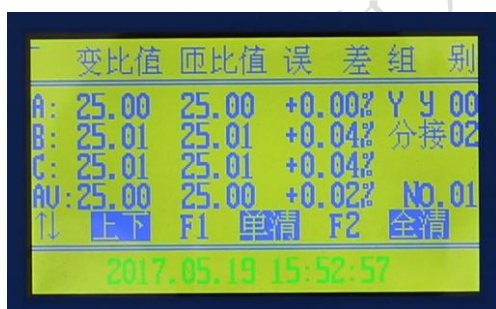 变比值 匝比值 误 差 组 别
A: 25.00 25.00 +0.00% Y y 00
B: 25.01 25.01 +0.04% 分接02
C: 25.01 25.01 +0.04%
AV:25.00 25.00 +0.02% NO.01
↑↓ 上下 F1 单清 F2 全清
2017.05.19 15:52:57